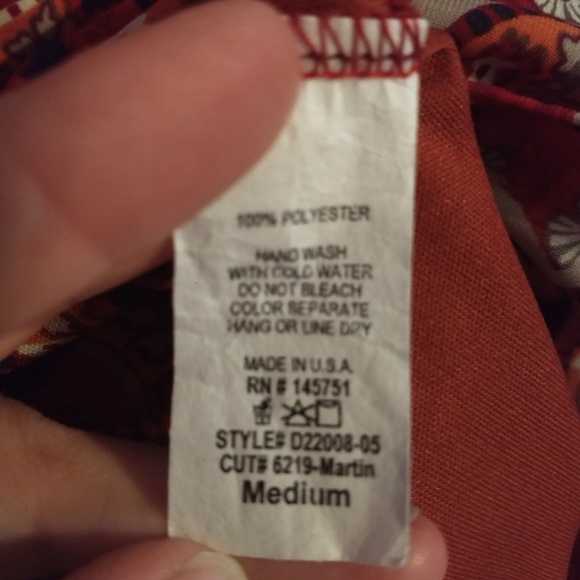 100% POLYESTER
HAND WASH
WITH COLD WATER
DO NOT BLEACH
COLOR SEPARATE
HANG OR LINE DRY
MADE IN U.S.A.
RN # 145751
STYLE# D22008-05
CUT# 6219-Martin
Medium